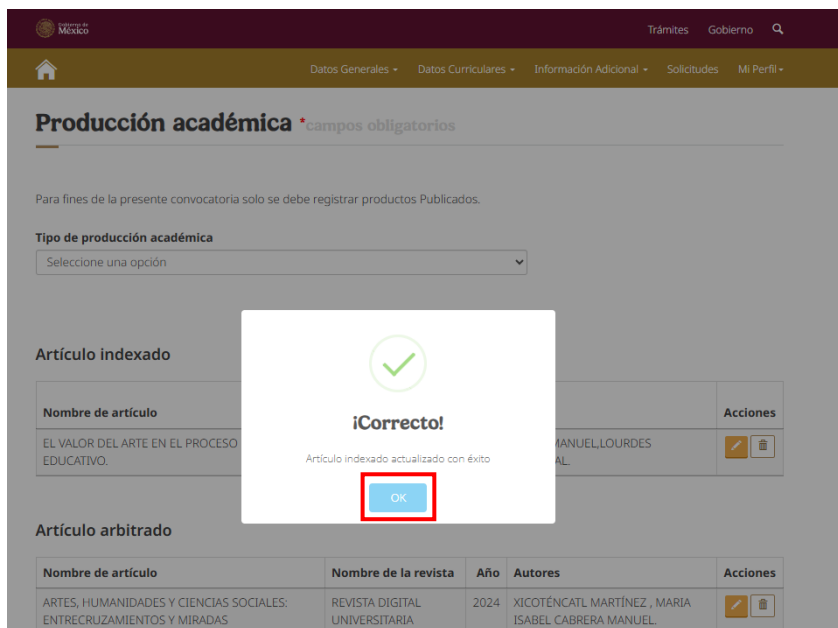 Gobierno de
México
Trámites Gobierno
Datos Generales Datos Curriculares Información Adicional Solicitudes Mi Perfil
Producción académica *campos obligatorios
Para fines de la presente convocatoria solo se debe registrar productos Publicados.
Tipo de producción académica
Seleccione una opción
Artículo indexado
Nombre de artículo Acciones
EL VALOR DEL ARTE EN EL PROCESO MANUEL,LOURDES
EDUCATIVO. AL.
¡Correcto!
Artículo indexado actualizado con éxito
OK
Artículo arbitrado
Nombre de artículo Nombre de la revista Año Autores Acciones
ARTES, HUMANIDADES Y CIENCIAS SOCIALES: REVISTA DIGITAL 2024 XICOTÉNCATL MARTÍNEZ , MARIA
ENTRECRUZAMIENTOS Y MIRADAS UNIVERSITARIA ISABEL CABRERA MANUEL.